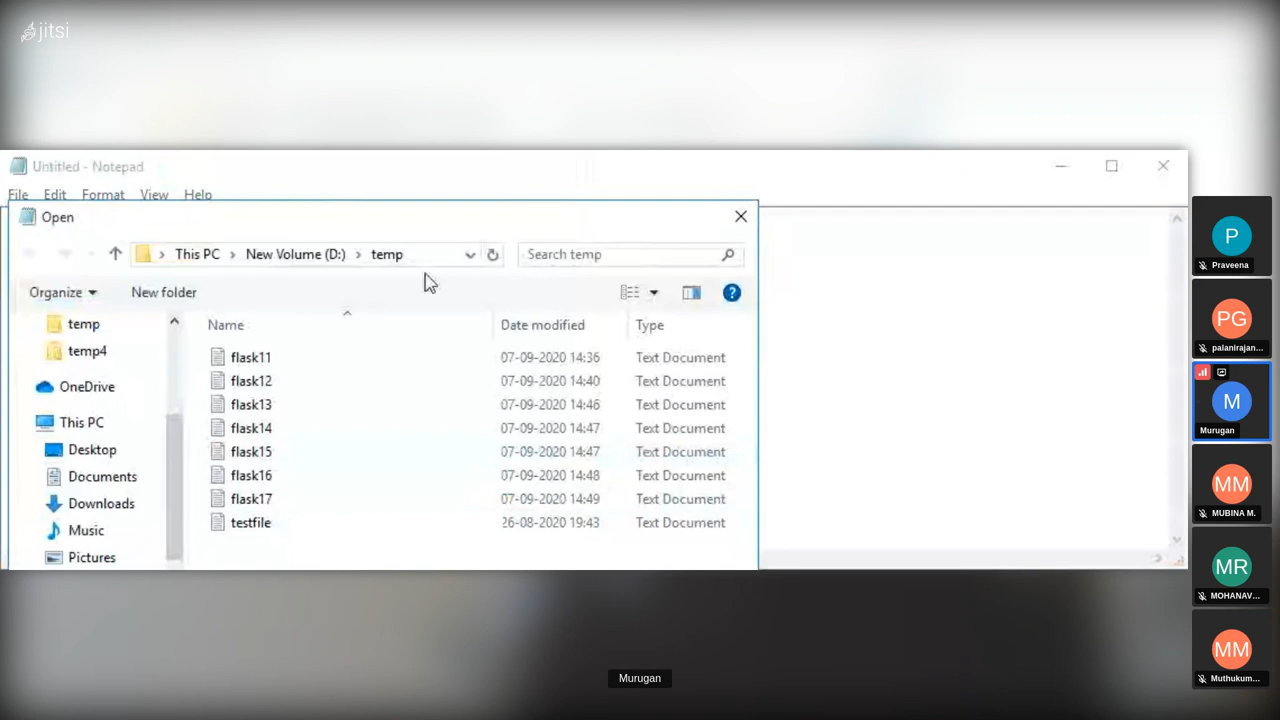 jitsi
Untitled - Notepad
File Edit Format View Help
Open
This PC > New Volume (D:) > temp
Search temp
Organize New folder
temp
temp4
OneDrive
This PC
Desktop
Documents
Downloads
Music
Pictures
Name Date modified Type
flask11 07-09-2020 14:36 Text Document
flask12 07-09-2020 14:40 Text Document
flask13 07-09-2020 14:46 Text Document
flask14 07-09-2020 14:47 Text Document
flask15 07-09-2020 14:47 Text Document
flask16 07-09-2020 14:48 Text Document
flask17 07-09-2020 14:49 Text Document
testfile 26-08-2020 19:43 Text Document
P
Praveena
PG
palanirajan...
M
Murugan
MM
MUBINA M.
MR
MOHANAV...
MM
Muthukum...
Murugan